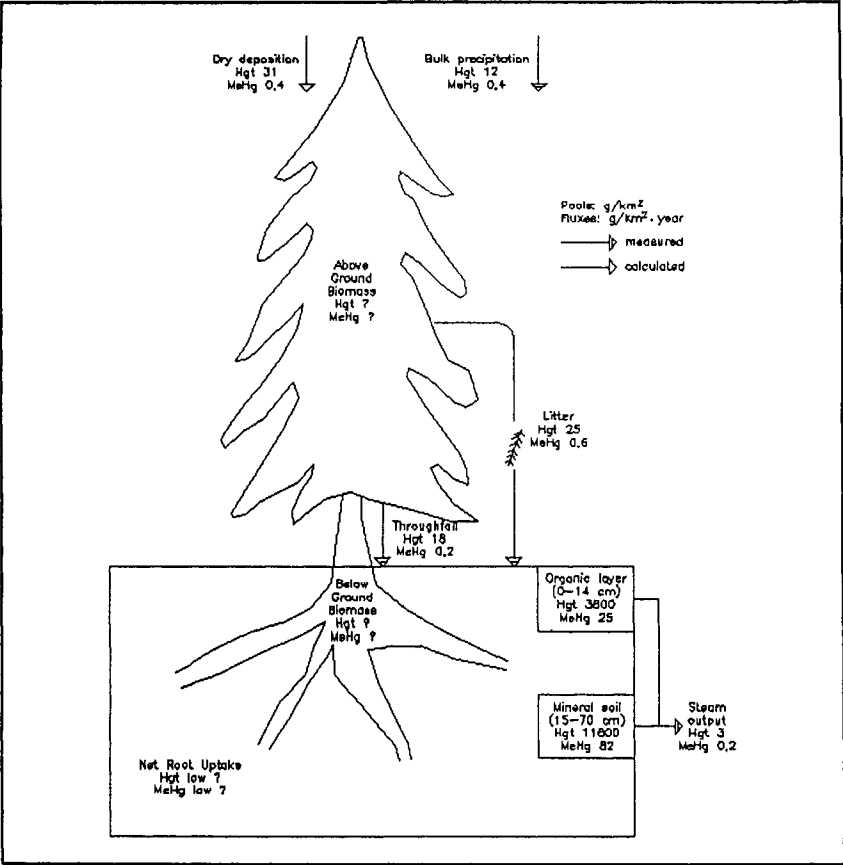 Dry deposition
Hgt 31
MeHg 0.4
Bulk precipitation
Hgt 12
MeHg 0.4
Pools: g/km²
Fluxes: g/km². year
measured
calculated
Above
Ground
Biomass
Hgt ?
MeHg ?
Litter
Hgt 25
MeHg 0.6
Throughfall
Hgt 18
MeHg 0.2
Below
Ground
Biomass
Hgt ?
MeHg ?
Organic layer
(0-14 cm)
Hgt 3800
MeHg 25
Mineral soil
(15-70 cm)
Hgt 11800
MeHg 82
Steam
output
Hgt 3
MeHg 0.2
Net Root Uptake
Hgt low ?
MeHg low ?